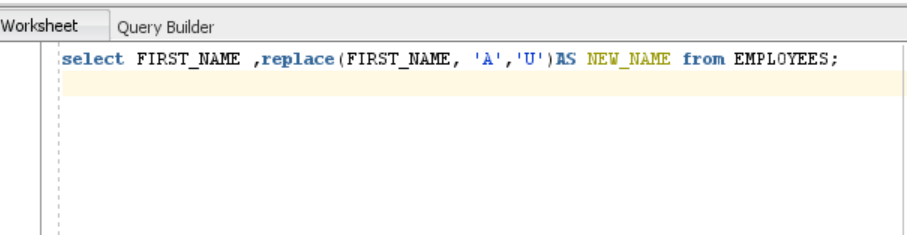 Worksheet Query Builder
select FIRST_NAME ,replace(FIRST_NAME, 'A','U')AS NEW_NAME from EMPLOYEES;